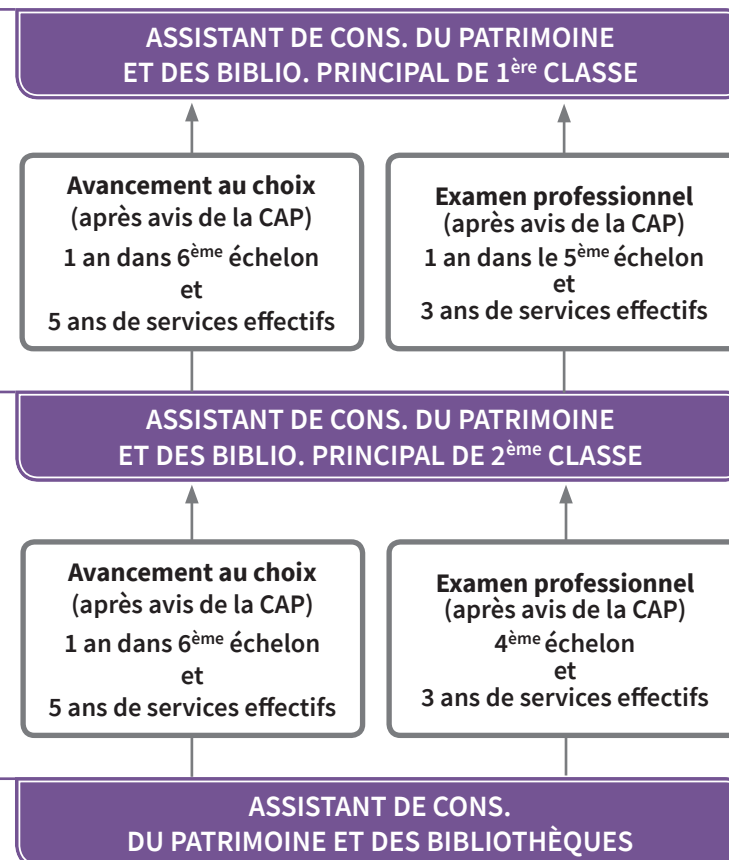 ASSISTANT DE CONS. DU PATRIMOINE
ET DES BIBLIO. PRINCIPAL DE 1ère CLASSE
Avancement au choix
(après avis de la CAP)
1 an dans 6ème échelon
et
5 ans de services effectifs
Examen professionnel
(après avis de la CAP)
1 an dans le 5ème échelon
et
3 ans de services effectifs
ASSISTANT DE CONS. DU PATRIMOINE
ET DES BIBLIO. PRINCIPAL DE 2ème CLASSE
Avancement au choix
(après avis de la CAP)
1 an dans 6ème échelon
et
5 ans de services effectifs
Examen professionnel
(après avis de la CAP)
4ème échelon
et
3 ans de services effectifs
ASSISTANT DE CONS.
DU PATRIMOINE ET DES BIBLIOTHÈQUES